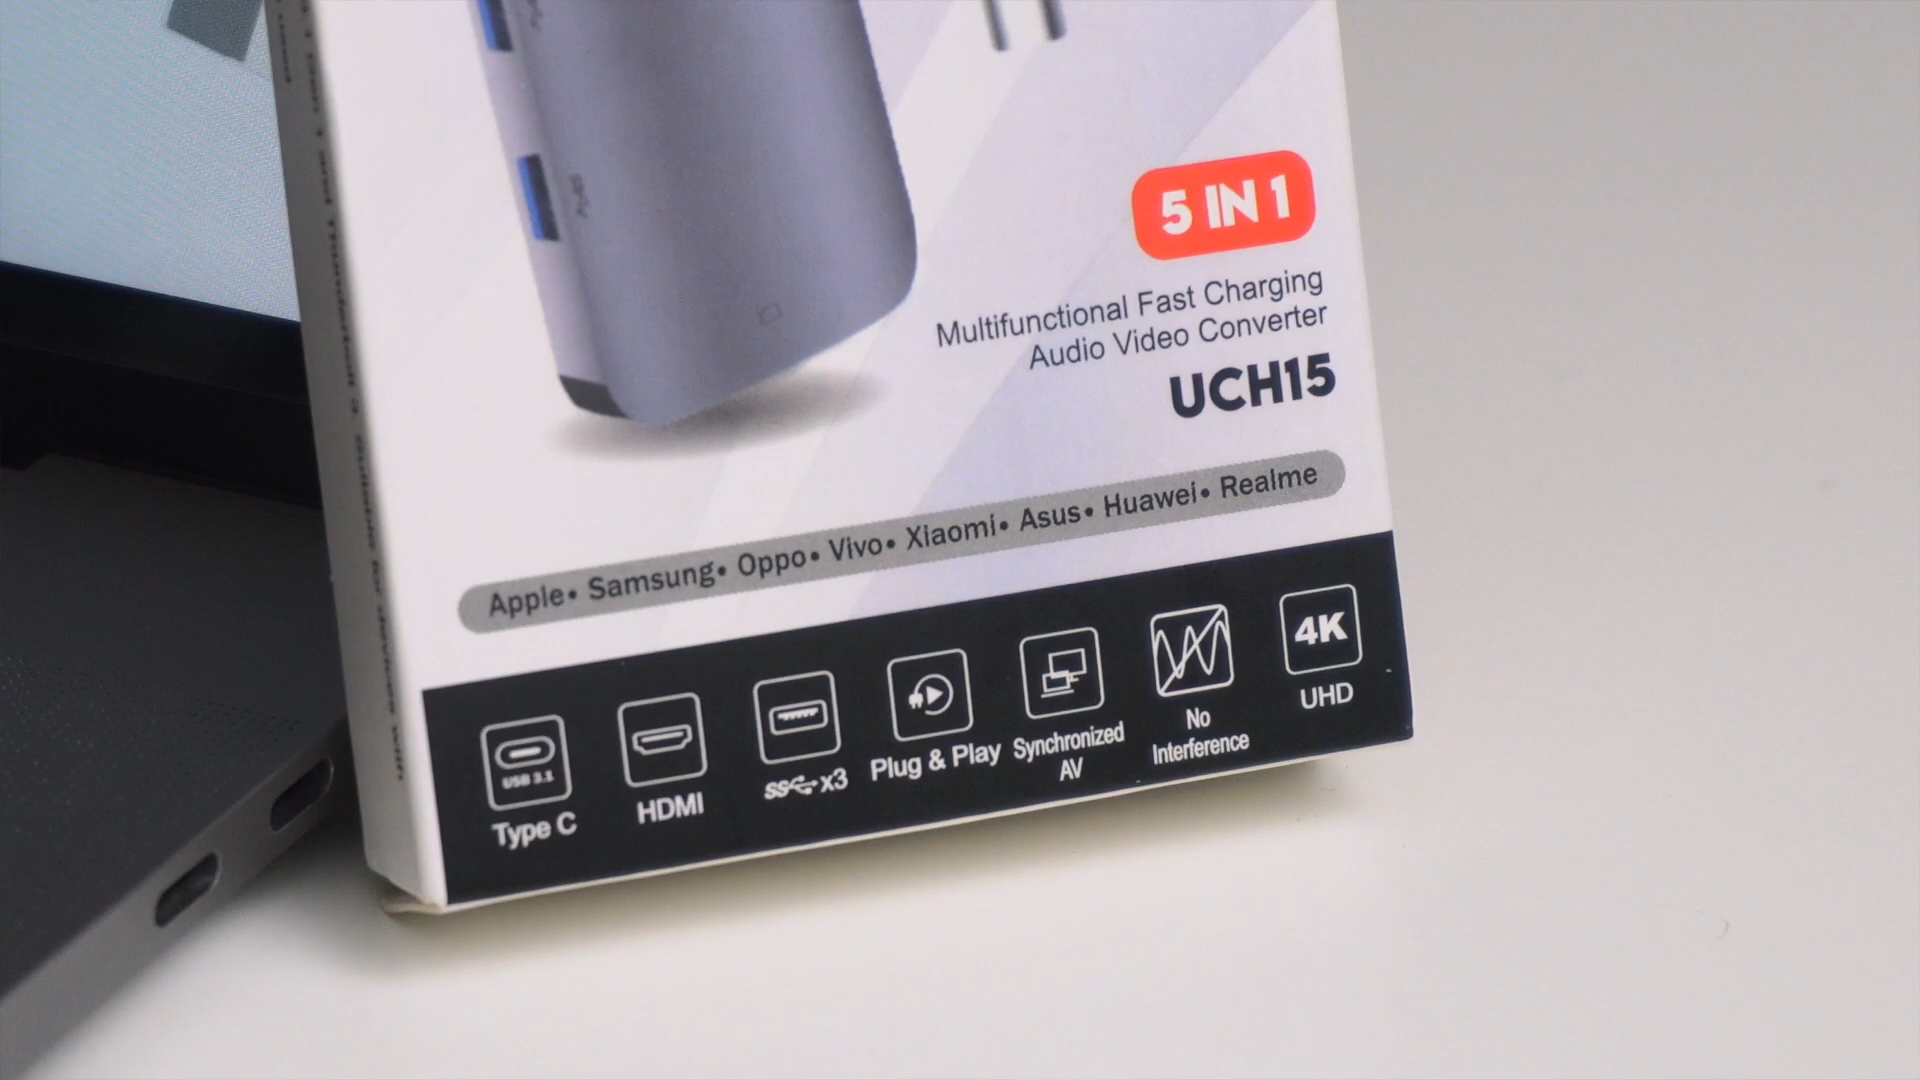 5 IN 1
Multifunctional Fast Charging
Audio Video Converter
UCH15
Apple• Samsung• Oppo• Vivo• Xiaomi• Asus• Huawei• Realme
USB 3.1
Type C
HDMI
SS x3
Plug & Play
Synchronized
AV
No
Interference
4K
UHD